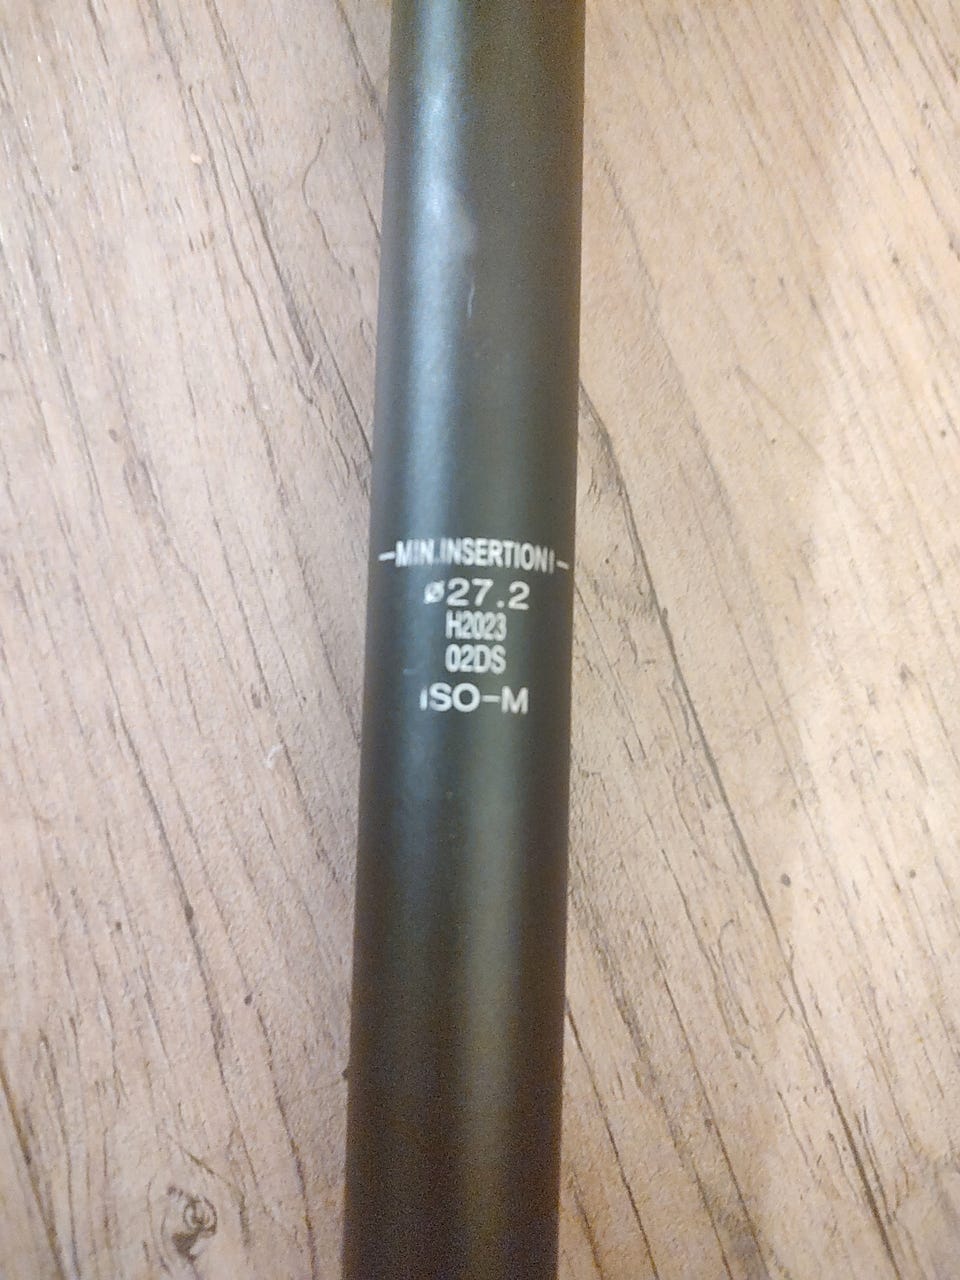 -MIN.INSERTION!-
ø27.2
H2023
02DS
ISO-M